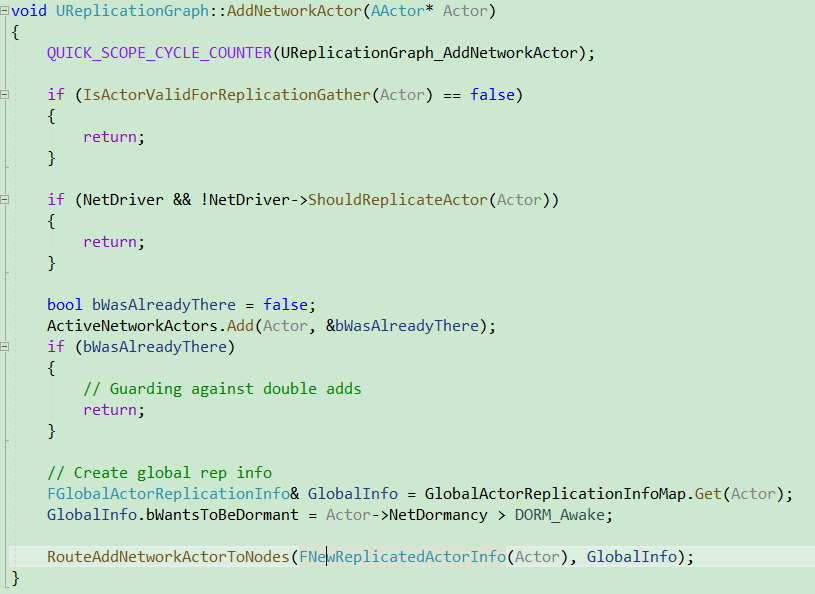 void UReplicationGraph::AddNetworkActor(AActor* Actor)
{
QUICK_SCOPE_CYCLE_COUNTER(UReplicationGraph_AddNetworkActor);
if (IsActorValidForReplicationGather(Actor) == false)
{
return;
}
if (NetDriver && !NetDriver->ShouldReplicateActor(Actor))
{
return;
}
bool bWasAlreadyThere = false;
ActiveNetworkActors.Add(Actor, &bWasAlreadyThere);
if (bWasAlreadyThere)
{
// Guarding against double adds
return;
}
// Create global rep info
FGlobalActorReplicationInfo& GlobalInfo = GlobalActorReplicationInfoMap.Get(Actor);
GlobalInfo.bWantsToBeDormant = Actor->NetDormancy > DORM_Awake;
RouteAddNetworkActorToNodes(FNewReplicatedActorInfo(Actor), GlobalInfo);
}